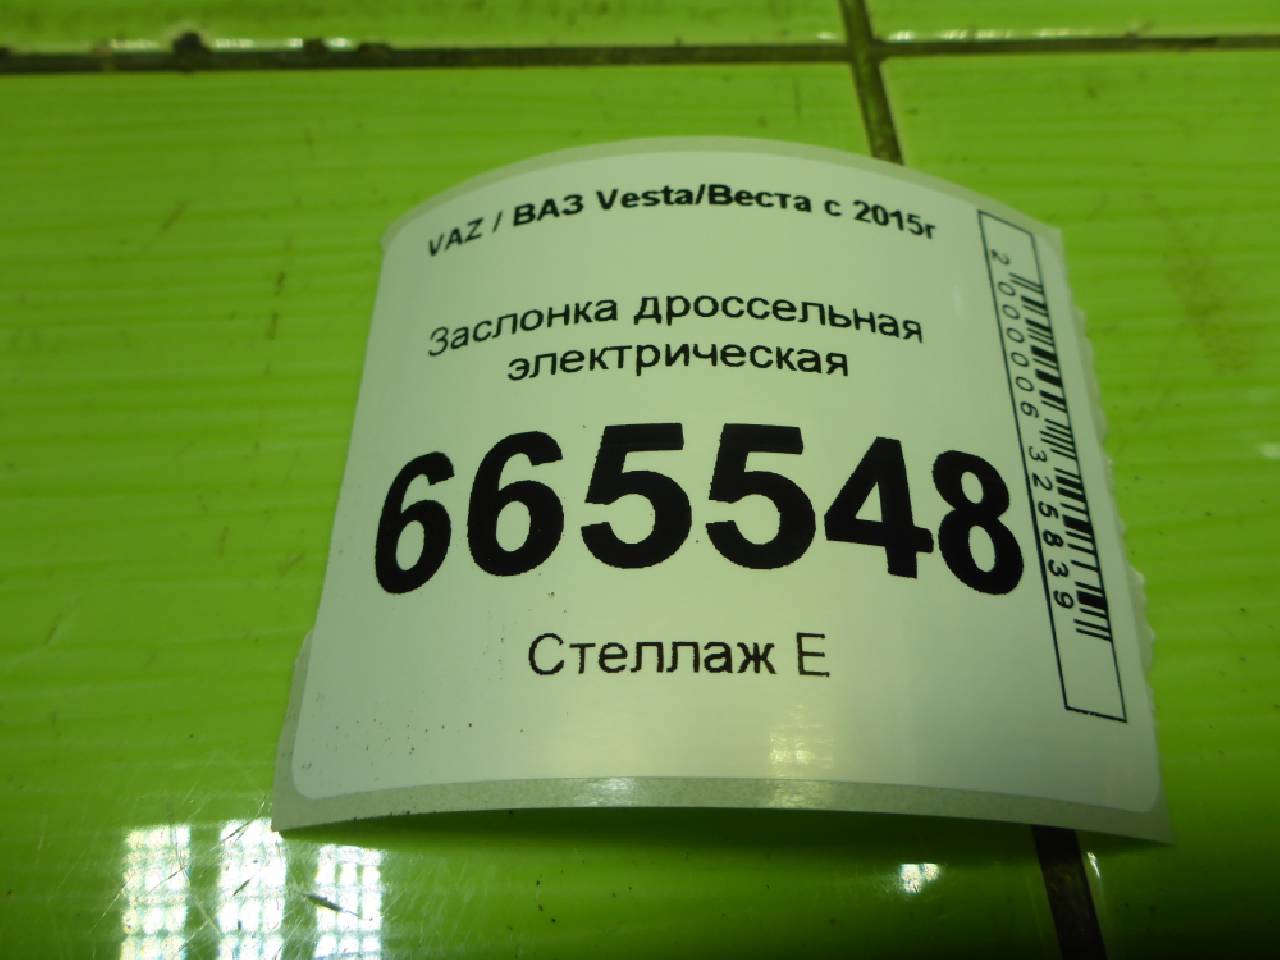 VAZ / ВАЗ Vesta/Веста с 2015г
Заслонка дроссельная
электрическая
665548
Стеллаж Е
2000006325839